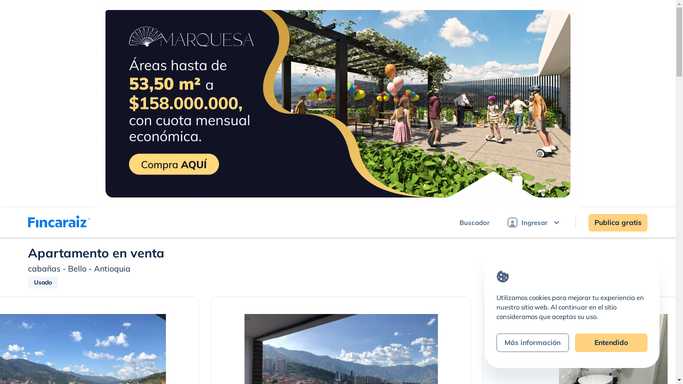 MARQUESA
Áreas hasta de
53,50 m² a
$158.000.000,
con cuota mensual
económica.
Compra AQUÍ
Fincaraíz
Buscador
Ingresar
Publica gratis
Apartamento en venta
cabañas - Bello - Antioquia
Usado
Utilizamos cookies para mejorar tu experiencia en
nuestro sitio web. Al continuar en el sitio
consideramos que aceptas su uso.
Más información
Entendido